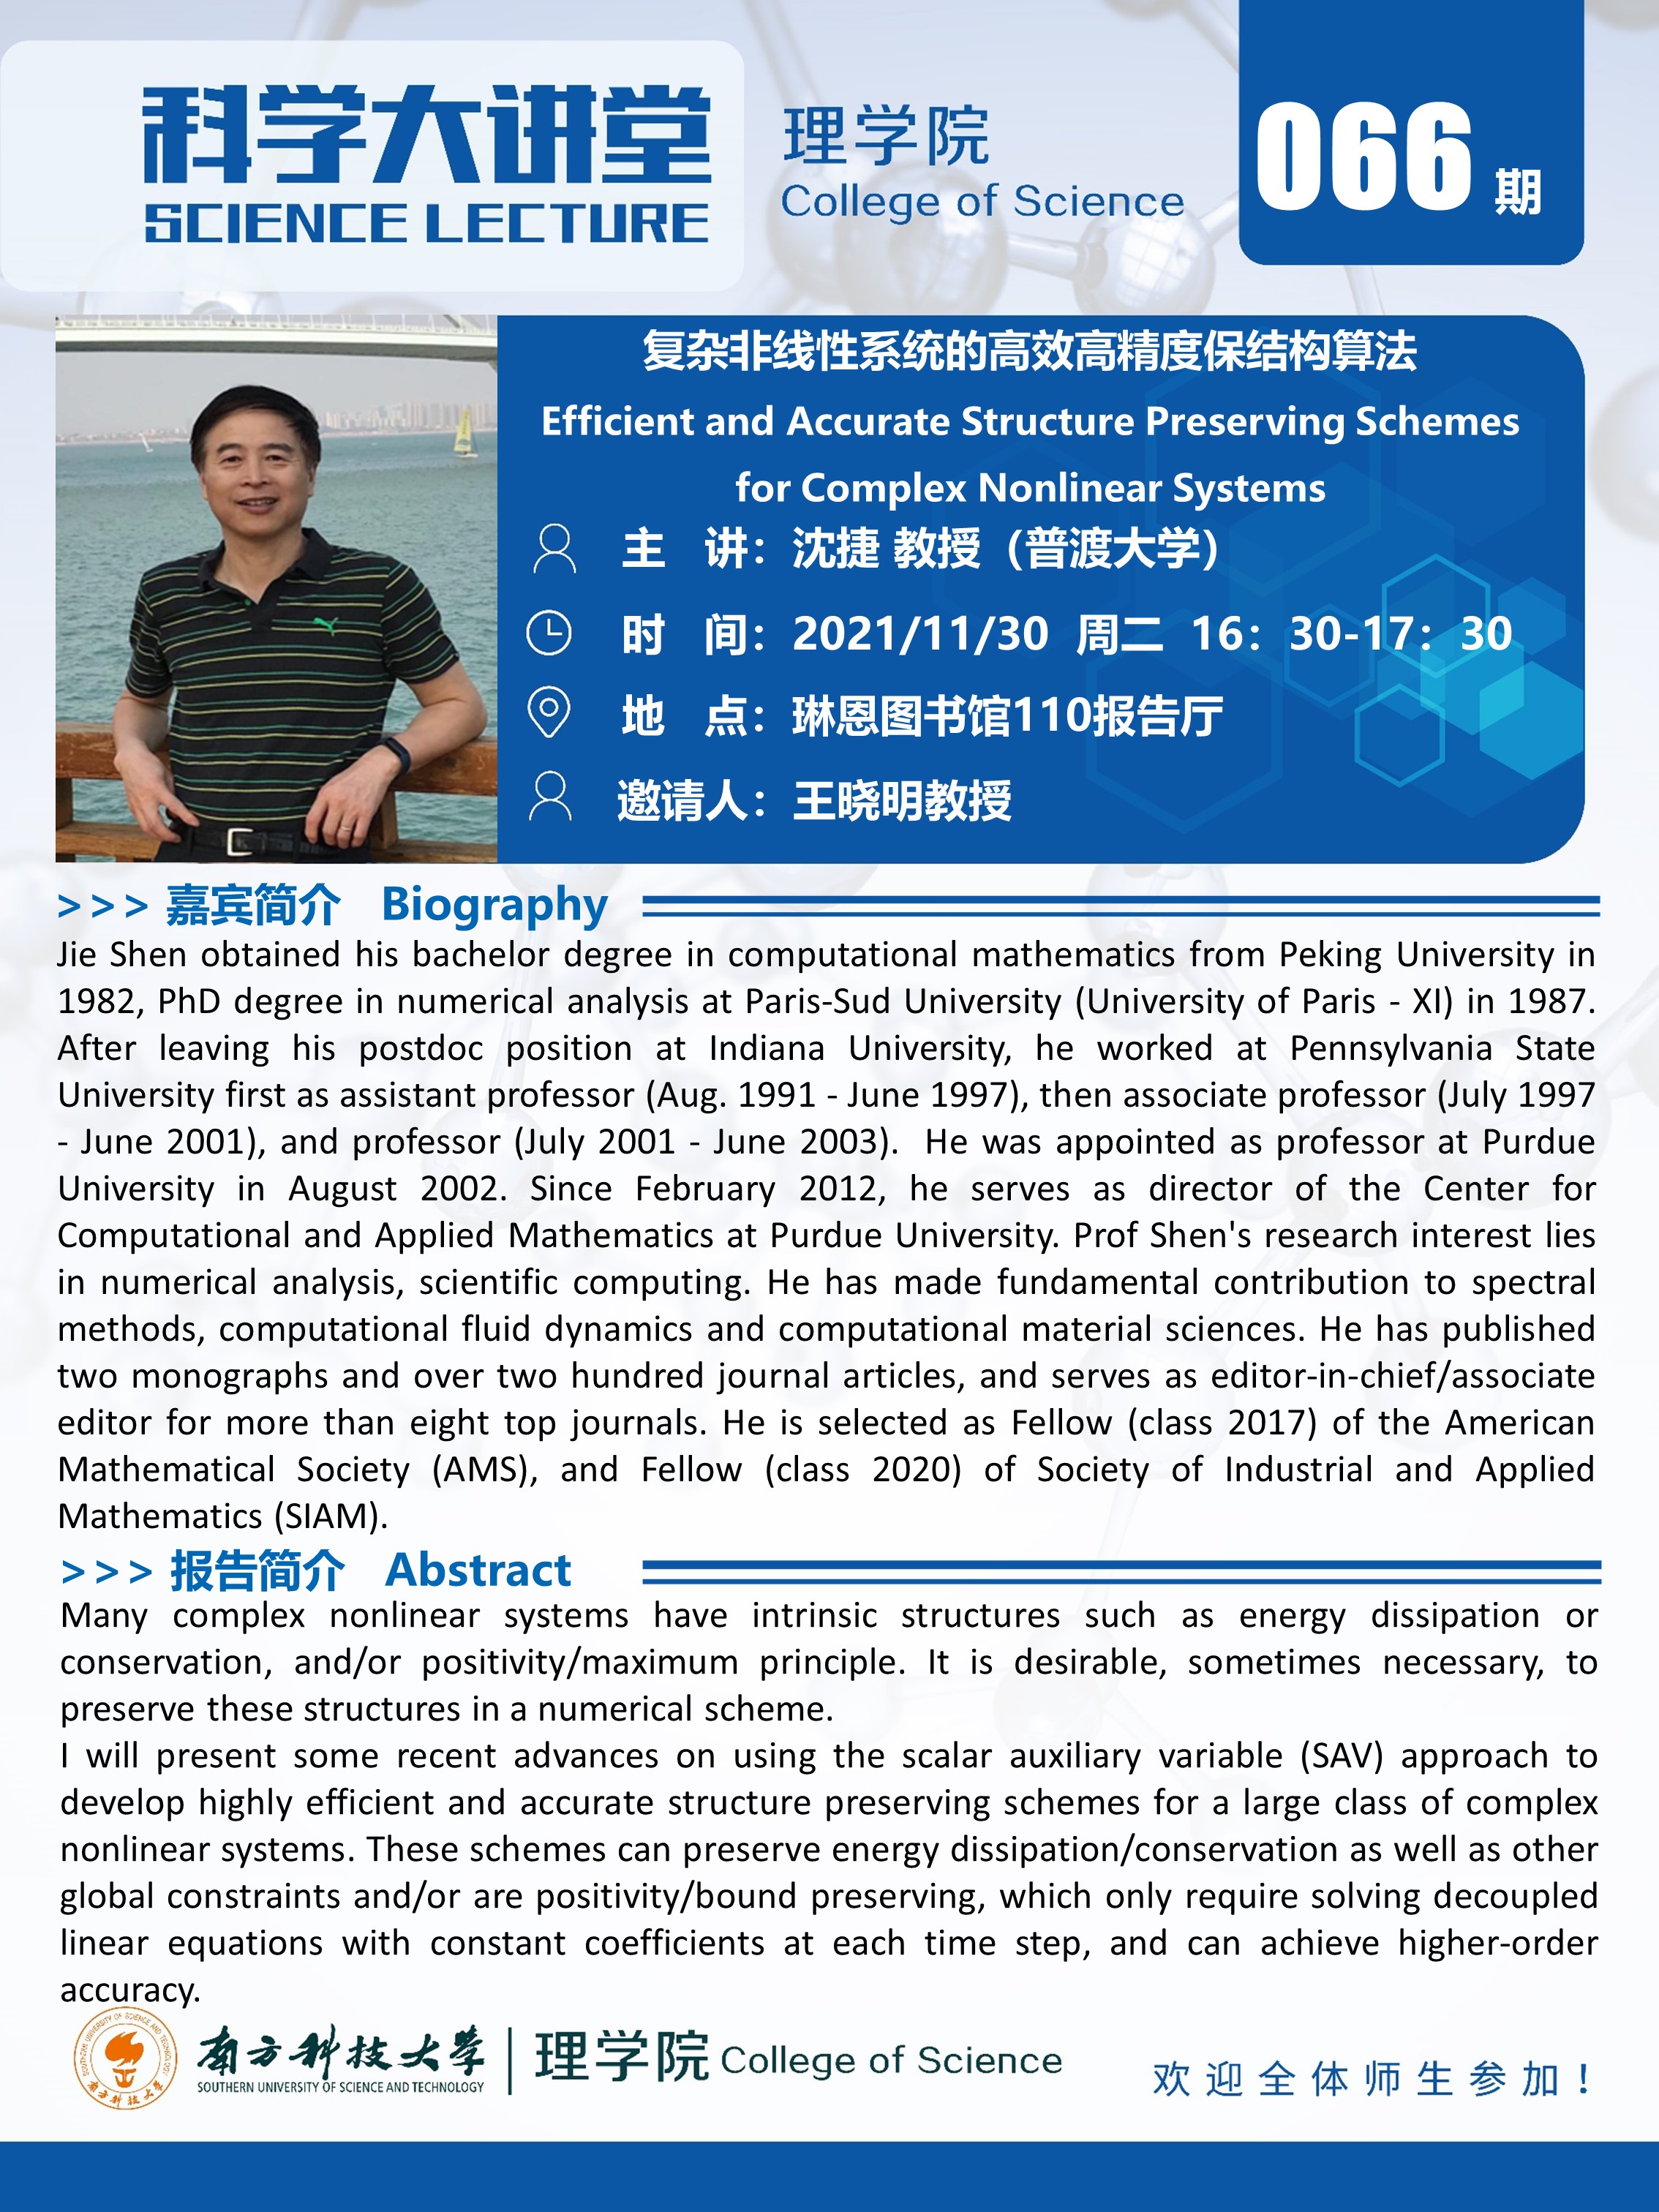 科学大讲堂
SCIENCE LECTURE
理学院
College of Science
066 期
复杂非线性系统的高效高精度保结构算法
Efficient and Accurate Structure Preserving Schemes
for Complex Nonlinear Systems
主 讲：沈捷 教授（普渡大学）
时 间：2021/11/30 周二 16：30-17：30
地 点：琳恩图书馆110报告厅
邀请人：王晓明教授
>>> 嘉宾简介 Biography
Jie Shen obtained his bachelor degree in computational mathematics from Peking University in
1982, PhD degree in numerical analysis at Paris-Sud University (University of Paris - XI) in 1987.
After leaving his postdoc position at Indiana University, he worked at Pennsylvania State
University first as assistant professor (Aug. 1991 - June 1997), then associate professor (July 1997
- June 2001), and professor (July 2001 - June 2003). He was appointed as professor at Purdue
University in August 2002. Since February 2012, he serves as director of the Center for
Computational and Applied Mathematics at Purdue University. Prof Shen's research interest lies
in numerical analysis, scientific computing. He has made fundamental contribution to spectral
methods, computational fluid dynamics and computational material sciences. He has published
two monographs and over two hundred journal articles, and serves as editor-in-chief/associate
editor for more than eight top journals. He is selected as Fellow (class 2017) of the American
Mathematical Society (AMS), and Fellow (class 2020) of Society of Industrial and Applied
Mathematics (SIAM).
>>> 报告简介 Abstract
Many complex nonlinear systems have intrinsic structures such as energy dissipation or
conservation, and/or positivity/maximum principle. It is desirable, sometimes necessary, to
preserve these structures in a numerical scheme.
I will present some recent advances on using the scalar auxiliary variable (SAV) approach to
develop highly efficient and accurate structure preserving schemes for a large class of complex
nonlinear systems. These schemes can preserve energy dissipation/conservation as well as other
global constraints and/or are positivity/bound preserving, which only require solving decoupled
linear equations with constant coefficients at each time step, and can achieve higher-order
accuracy.
南方科技大学
SOUTHERN UNIVERSITY OF SCIENCE AND TECHNOLOGY
理学院 College of Science
欢迎全体师生参加！